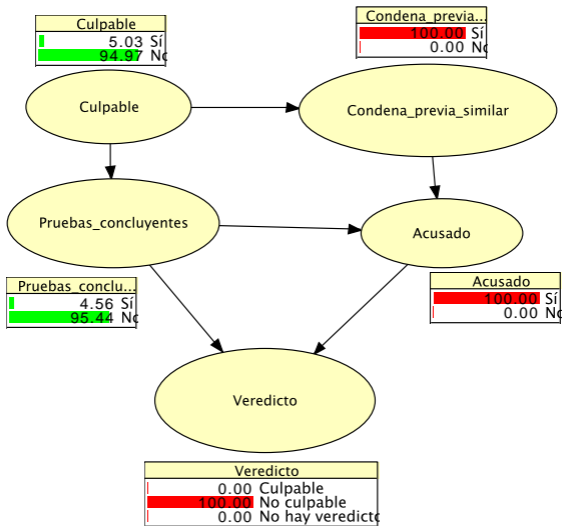 Culpable
5.03 Sí
94.97 No
Condena_previa...
100.00 Sí
0.00 No
Culpable
Condena_previa_similar
Pruebas_concluyentes
Acusado
Pruebas_conclu...
4.56 Sí
95.44 No
Acusado
100.00 Sí
0.00 No
Veredicto
Veredicto
0.00 Culpable
100.00 No culpable
0.00 No hay veredicto